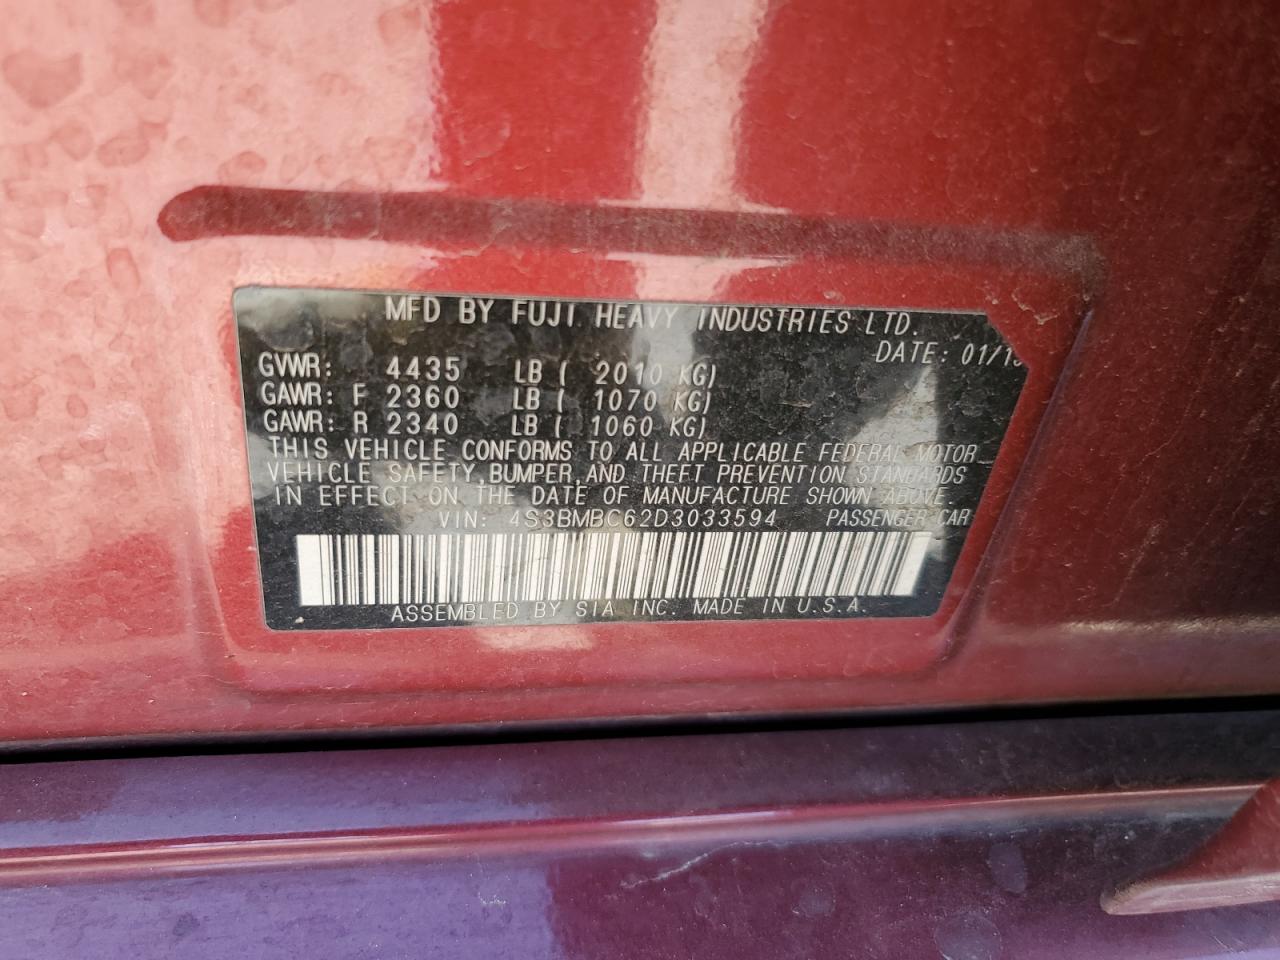 MFD BY FUJI HEAVY INDUSTRIES LTD.
DATE: 01/13
GVWR: 4435 LB ( 2010 KG)
GAWR: F 2360 LB ( 1070 KG)
GAWR: R 2340 LB ( 1060 KG)
THIS VEHICLE CONFORMS TO ALL APPLICABLE FEDERAL MOTOR
VEHICLE SAFETY, BUMPER, AND THEFT PREVENTION STANDARDS
IN EFFECT ON THE DATE OF MANUFACTURE SHOWN ABOVE.
VIN: 4S3BMBC62D3033594 PASSENGER CAR
ASSEMBLED BY SIA INC. MADE IN U.S.A.